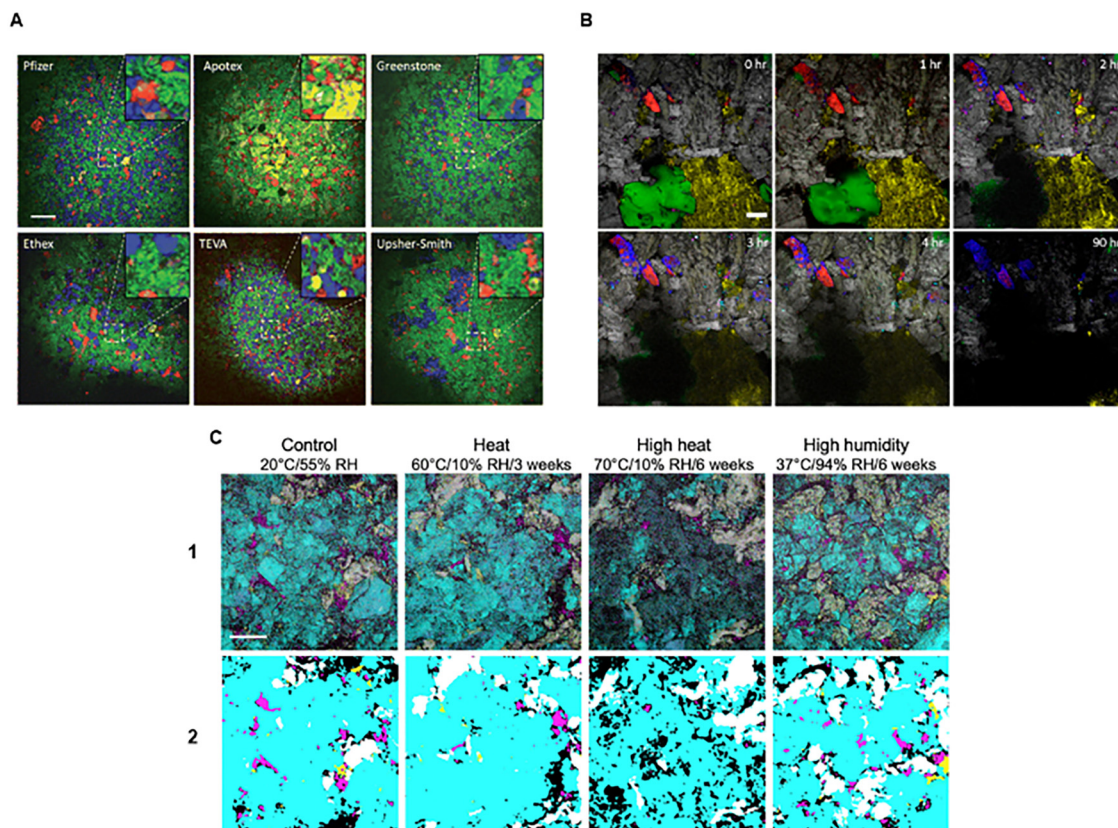 A
B
Pfizer
Apotex
Greenstone
Ethex
TEVA
Upsher-Smith
0 hr
1 hr
2 hr
3 hr
4 hr
90 hr
C
Control
20°C/55% RH
Heat
60°C/10% RH/3 weeks
High heat
70°C/10% RH/6 weeks
High humidity
37°C/94% RH/6 weeks
1
2